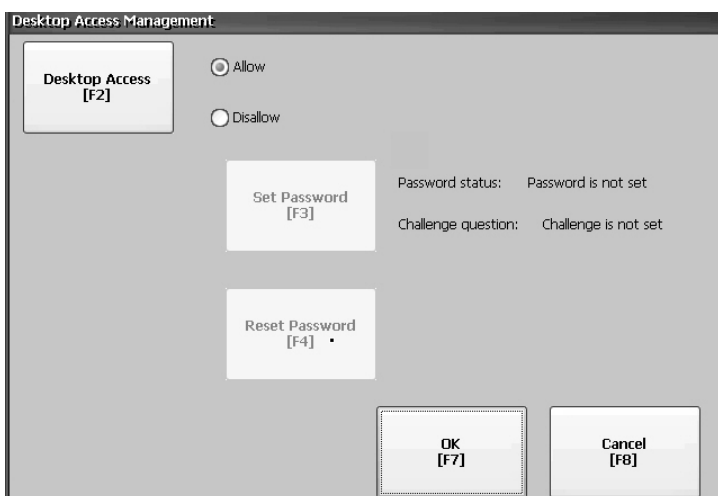 Desktop Access Management
Desktop Access
[F2]
Allow
Disallow
Set Password
[F3]
Password status: Password is not set
Challenge question: Challenge is not set
Reset Password
[F4]
OK
[F7]
Cancel
[F8]